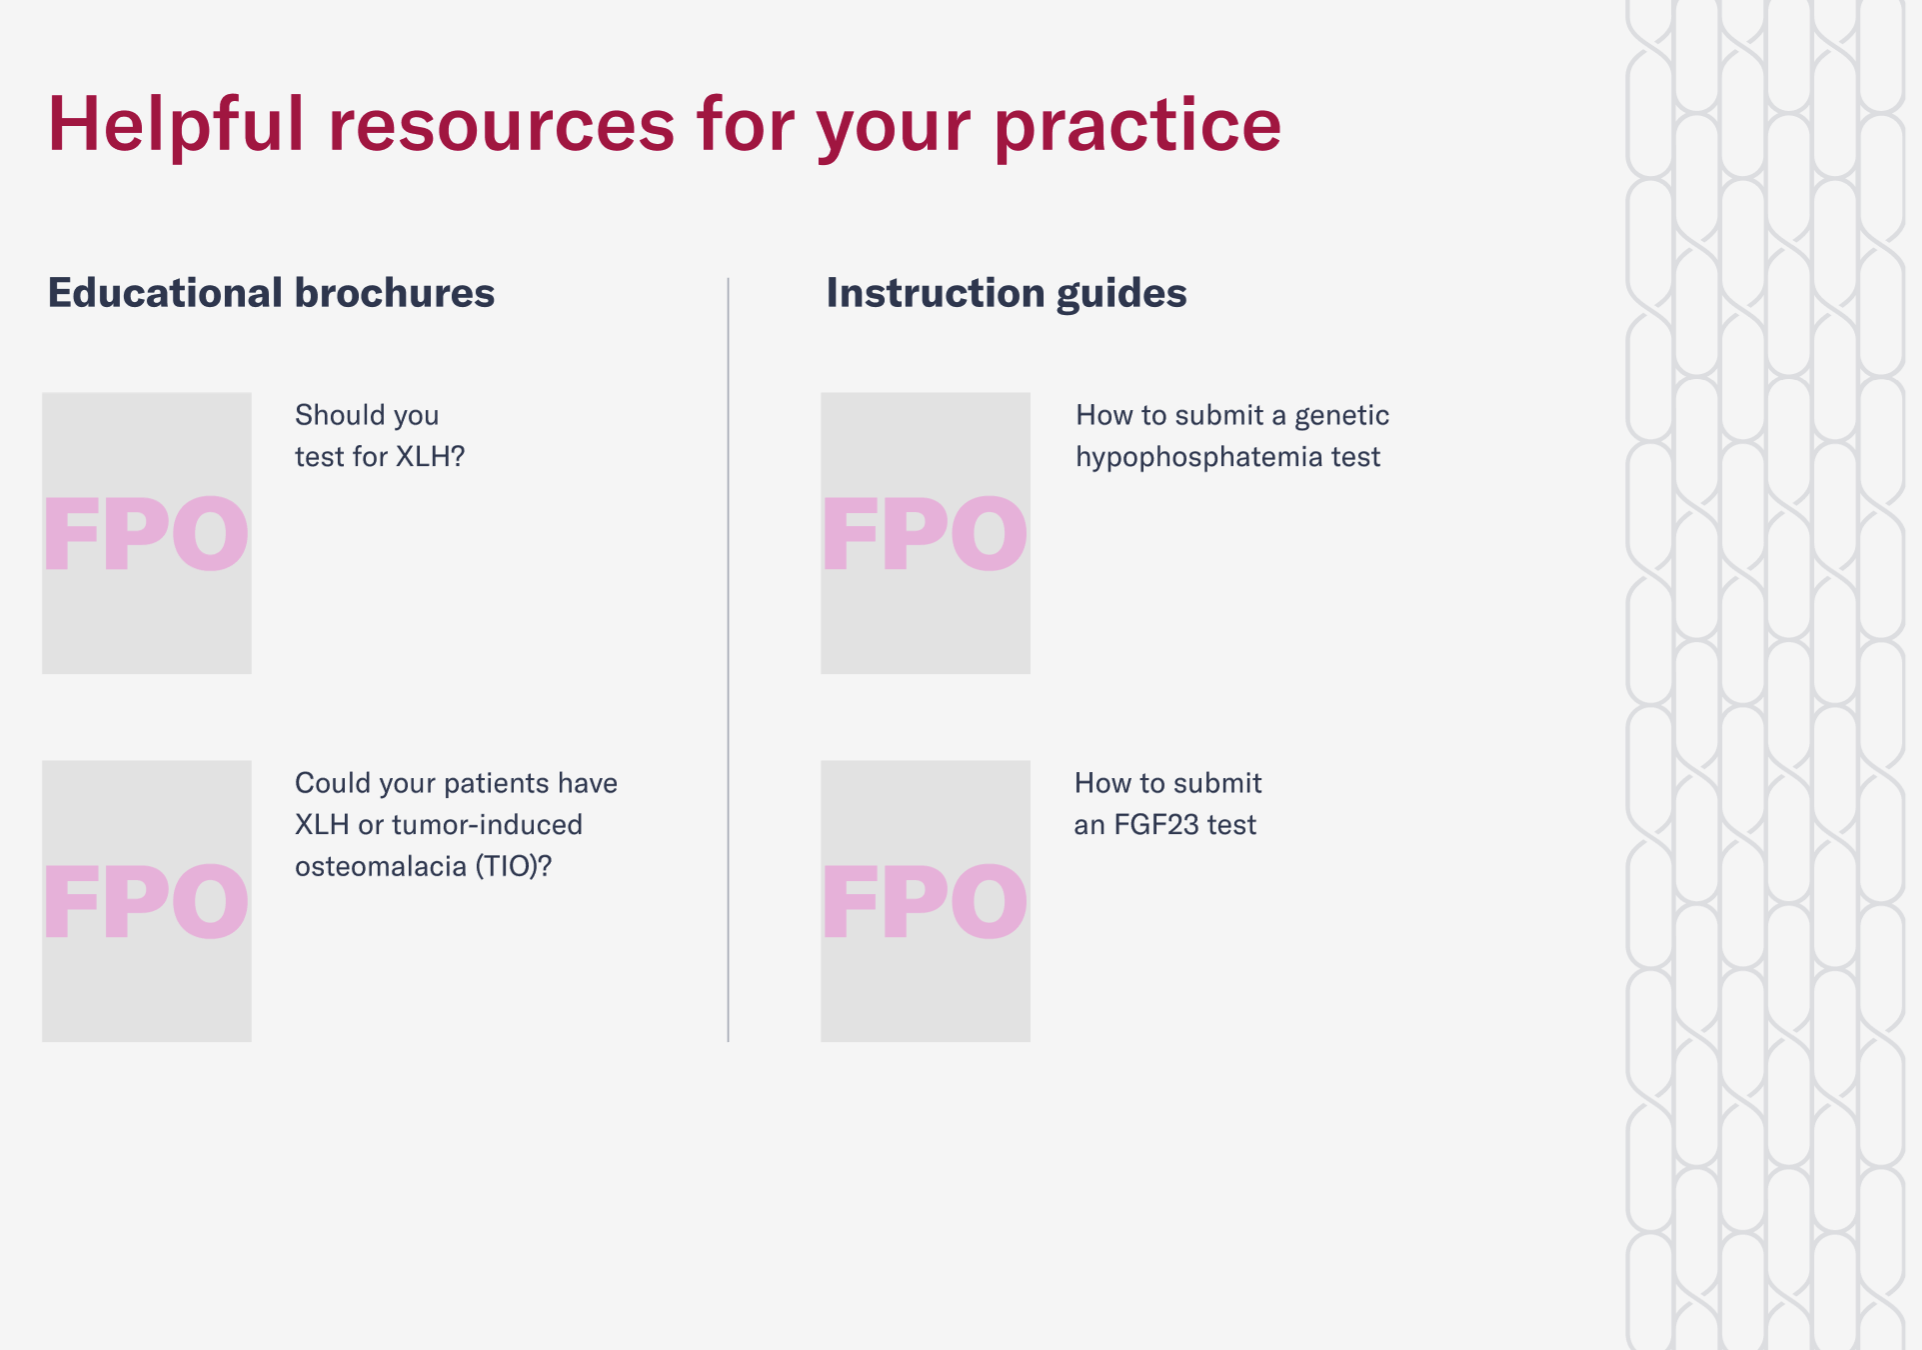 Helpful resources for your practice
Educational brochures
FPO
Should you
test for XLH?
FPO
Could your patients have
XLH or tumor-induced
osteomalacia (TIO)?
Instruction guides
FPO
How to submit a genetic
hypophosphatemia test
FPO
How to submit
an FGF23 test